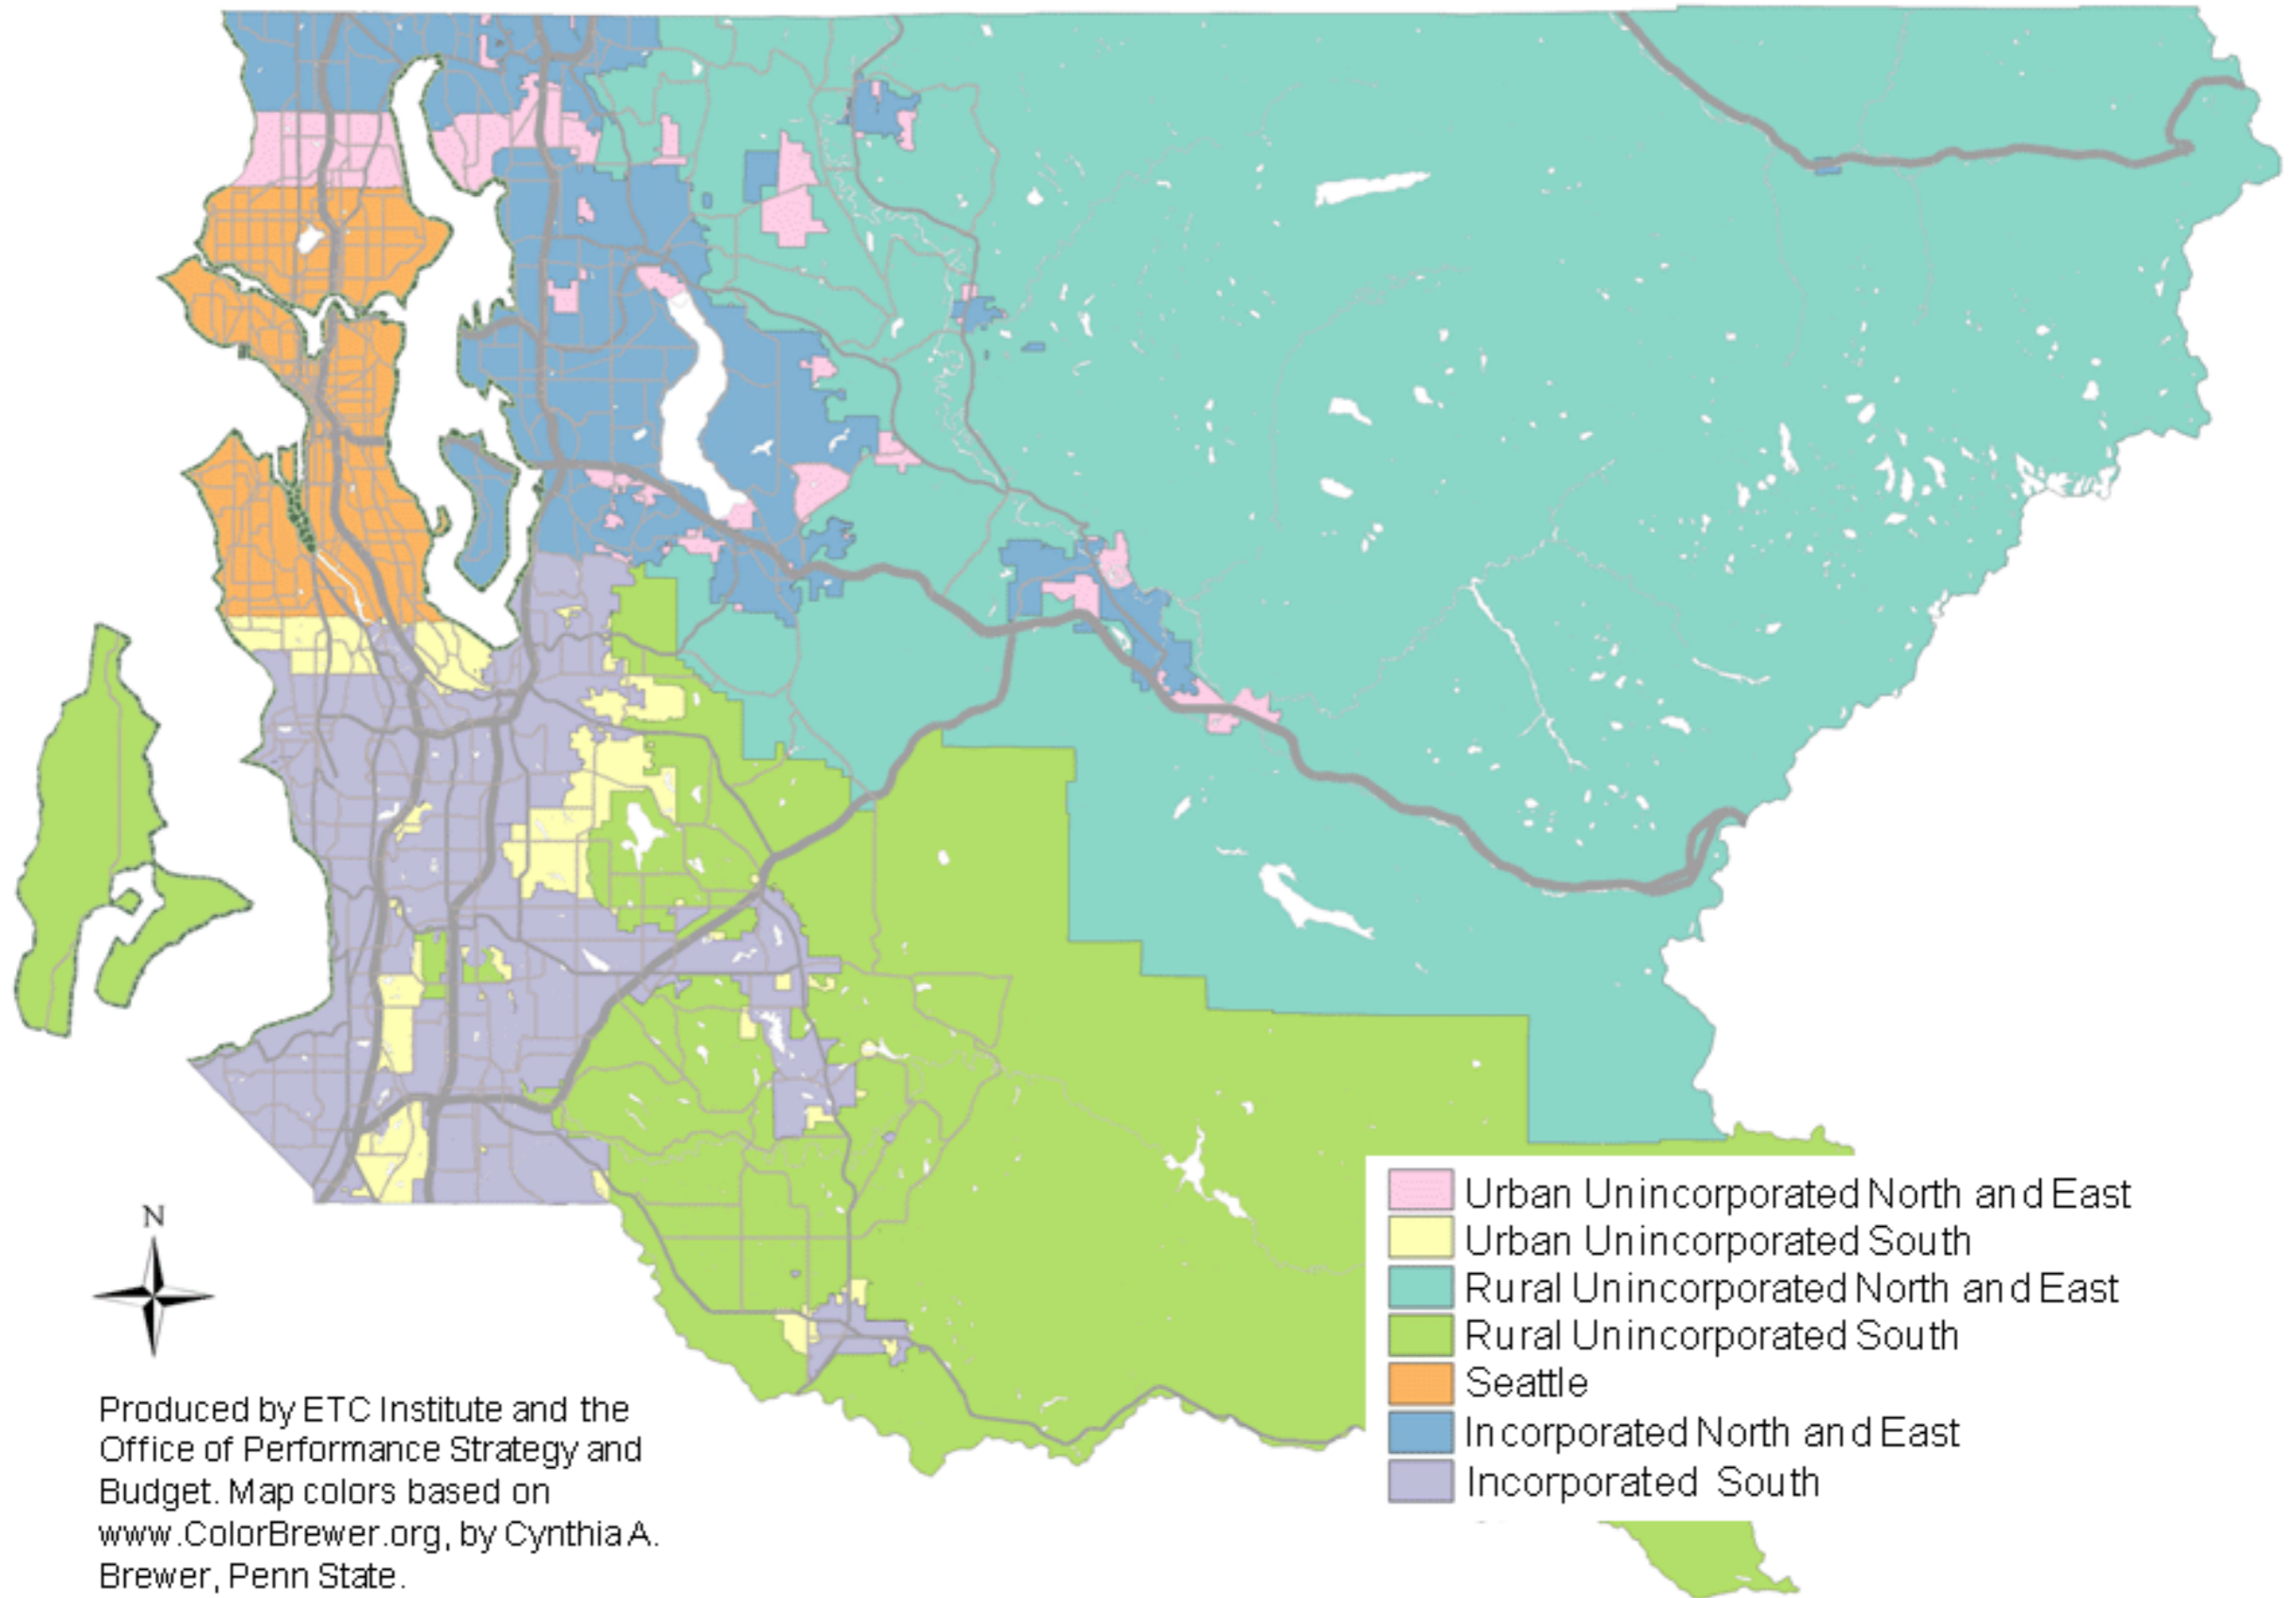 N
Urban Unincorporated North and East
Urban Unincorporated South
Rural Unincorporated North and East
Rural Unincorporated South
Seattle
Incorporated North and East
Incorporated South
Produced by ETC Institute and the
Office of Performance Strategy and
Budget. Map colors based on
www.ColorBrewer.org, by Cynthia A.
Brewer, Penn State.